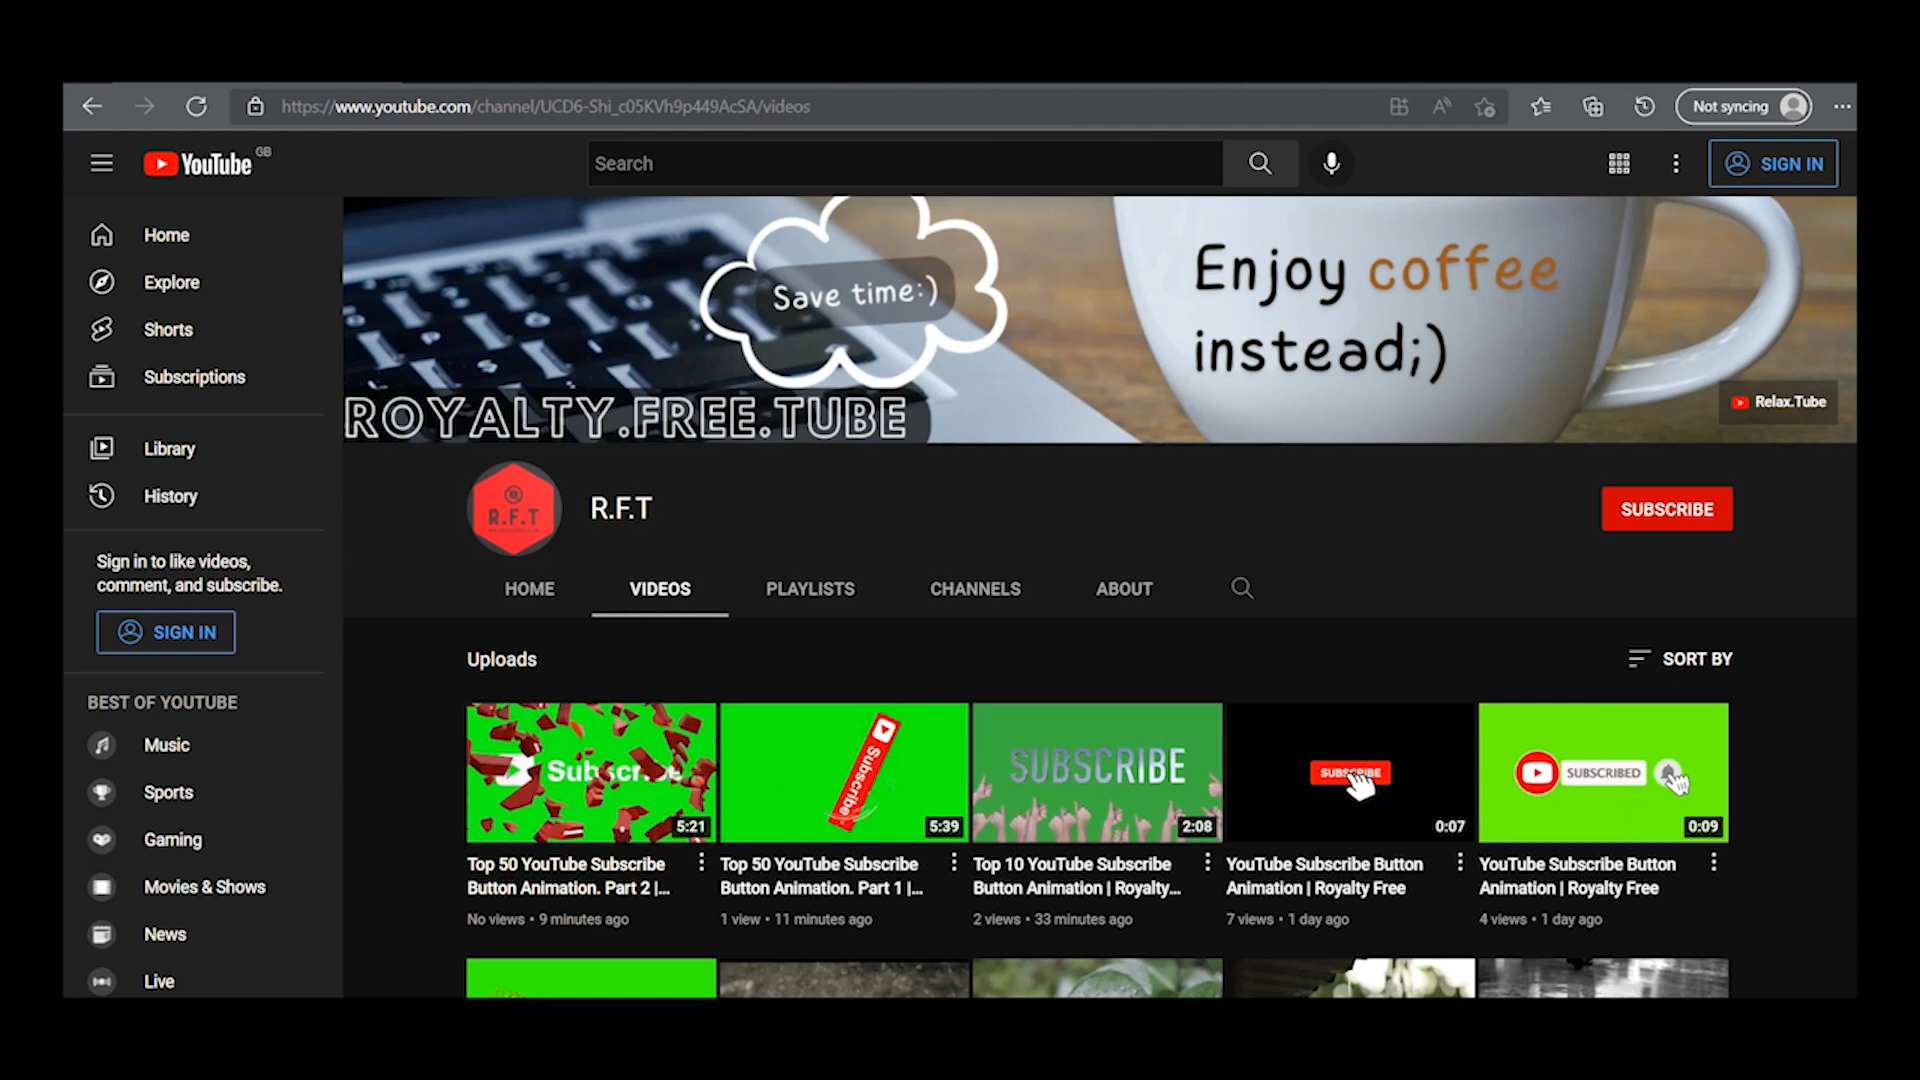 https://www.youtube.com/channel/UCD6-Shi_c05KVh9p449AcSA/videos
Not syncing
YouTube GB
Search
SIGN IN
Home
Explore
Shorts
Subscriptions
Library
History
Sign in to like videos,
comment, and subscribe.
SIGN IN
BEST OF YOUTUBE
Music
Sports
Gaming
Movies & Shows
News
Live
Save time:)
Enjoy coffee
instead;)
ROYALTY.FREE.TUBE
Relax.Tube
R.F.T
R.F.T
SUBSCRIBE
HOME VIDEOS PLAYLISTS CHANNELS ABOUT
Uploads
SORT BY
Subscribe
5:21
Top 50 YouTube Subscribe
Button Animation. Part 2 |...
No views • 9 minutes ago
Subscribe
5:39
Top 50 YouTube Subscribe
Button Animation. Part 1 |...
1 view • 11 minutes ago
SUBSCRIBE
2:08
Top 10 YouTube Subscribe
Button Animation | Royalty...
2 views • 33 minutes ago
SUBSCRIBE
0:07
YouTube Subscribe Button
Animation | Royalty Free
7 views • 1 day ago
SUBSCRIBED
0:09
YouTube Subscribe Button
Animation | Royalty Free
4 views • 1 day ago